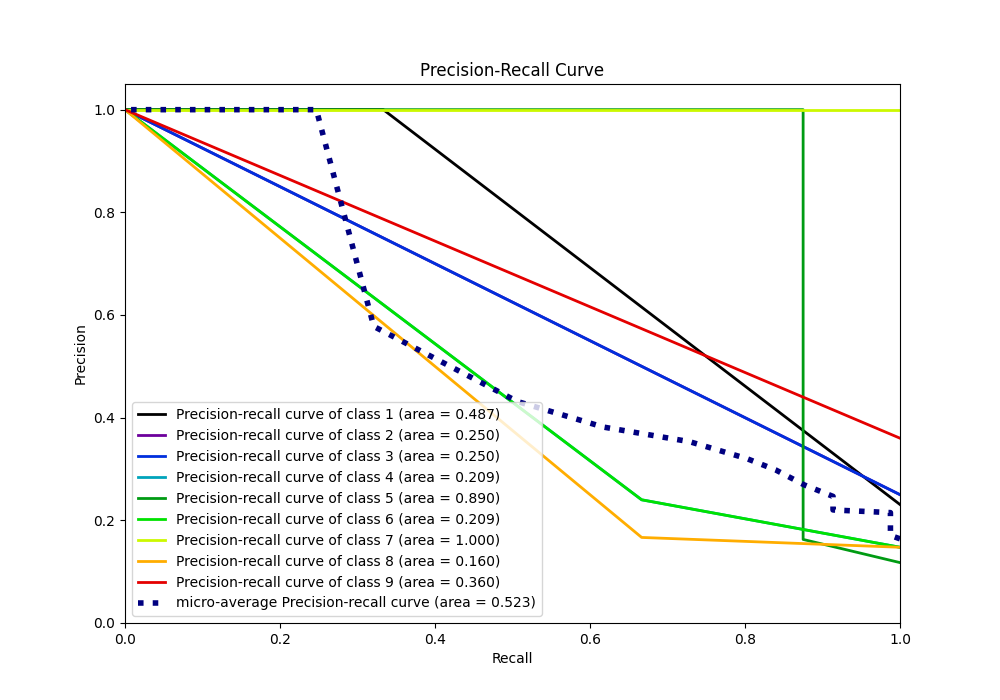 Precision-Recall Curve
1.0
0.8
0.6
0.4
0.2
0.0
Precision
Precision-recall curve of class 1 (area = 0.487)
Precision-recall curve of class 2 (area = 0.250)
Precision-recall curve of class 3 (area = 0.250)
Precision-recall curve of class 4 (area = 0.209)
Precision-recall curve of class 5 (area = 0.890)
Precision-recall curve of class 6 (area = 0.209)
Precision-recall curve of class 7 (area = 1.000)
Precision-recall curve of class 8 (area = 0.160)
Precision-recall curve of class 9 (area = 0.360)
micro-average Precision-recall curve (area = 0.523)
0.0 0.2 0.4 0.6 0.8 1.0
Recall